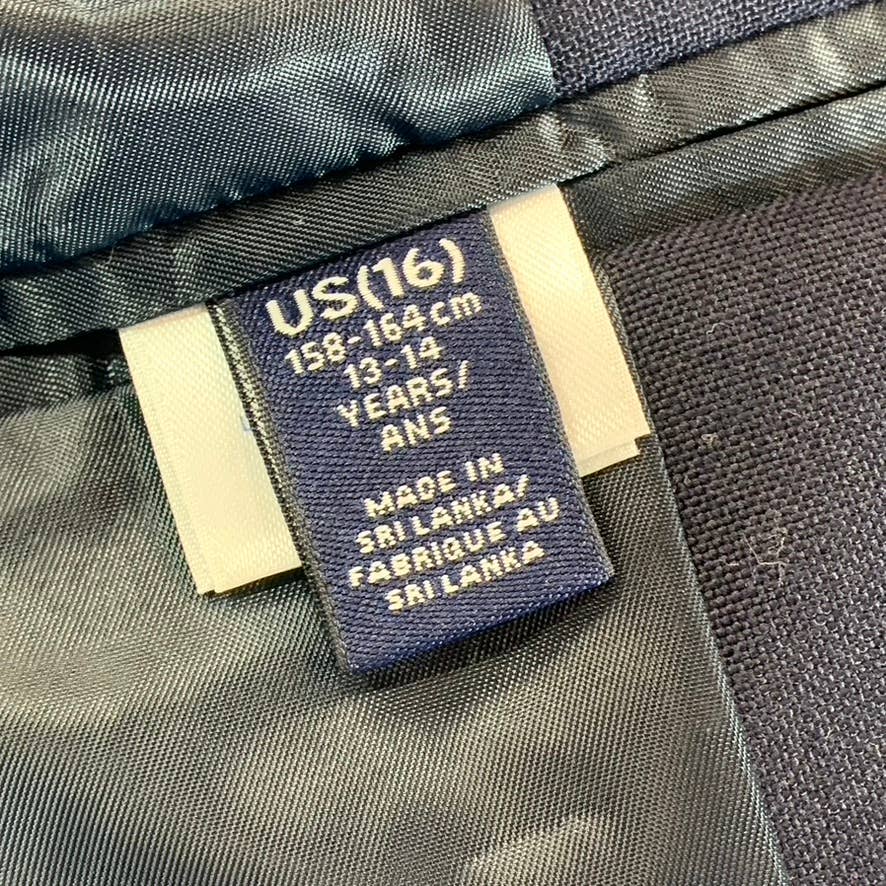 US(16)
158-164cm
13-14
YEARS/
ANS
MADE IN
SRI LANKA/
FABRIQUE AU
SRI LANKA